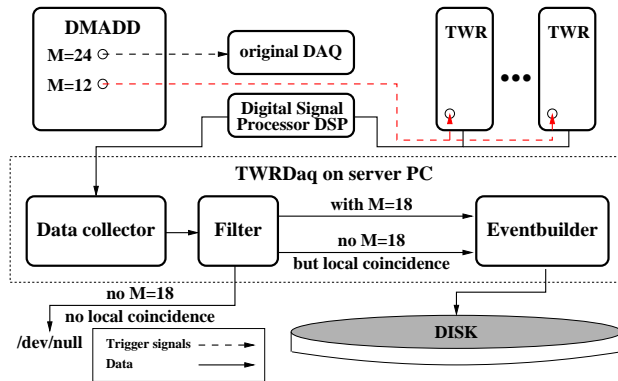 DMADD
M=24
M=12
original DAQ
TWR
TWR
Digital Signal
Processor DSP
TWRDaq on server PC
Data collector
Filter
with M=18
no M=18
but local coincidence
Eventbuilder
no M=18
no local coincidence
/dev/null
Trigger signals
Data
DISK